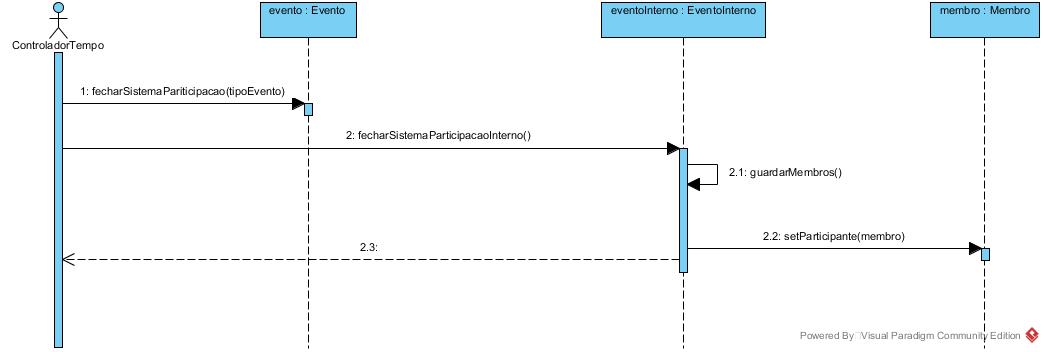 evento : Evento
eventoInterno : EventoInterno
membro : Membro
ControladorTempo
1: fecharSistemaPariticipacao(tipoEvento)
2: fecharSistemaParticipacaoInterno()
2.1: guardarMembros()
2.2: setParticipante(membro)
2.3:
Powered By Visual Paradigm Community Edition